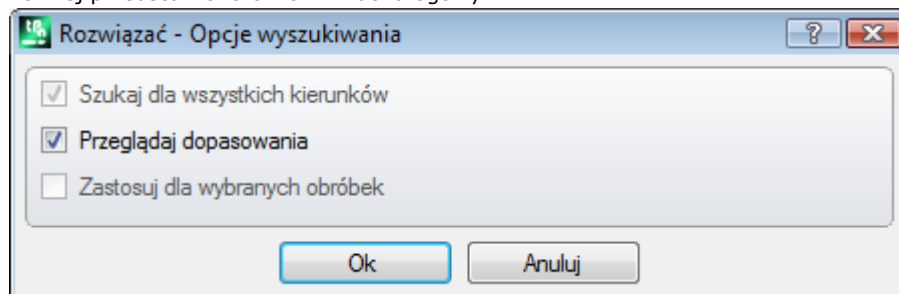 Rozwiązać - Opcje wyszukiwania
Szukaj dla wszystkich kierunków
Przeglądaj dopasowania
Zastosuj dla wybranych obróbek
Ok
Anuluj